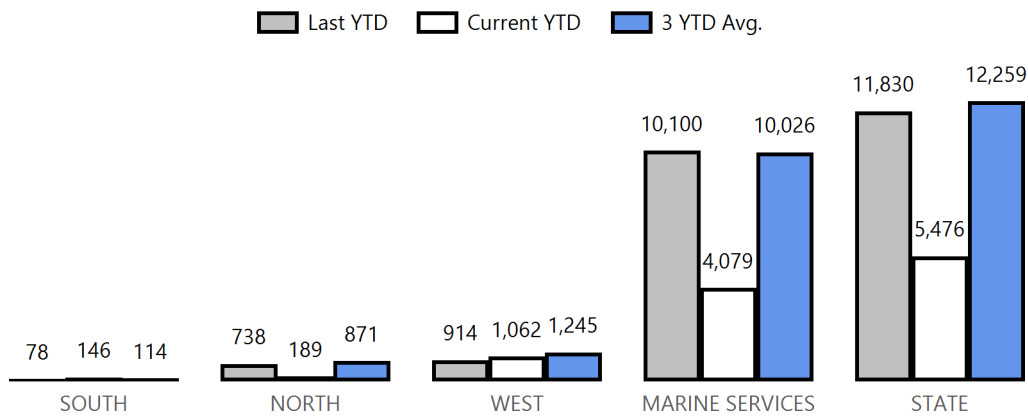 Last YTD Current YTD 3 YTD Avg.
78 146 114
738 189 871
914 1,062 1,245
10,100 4,079 10,026
11,830 5,476 12,259
SOUTH NORTH WEST MARINE SERVICES STATE